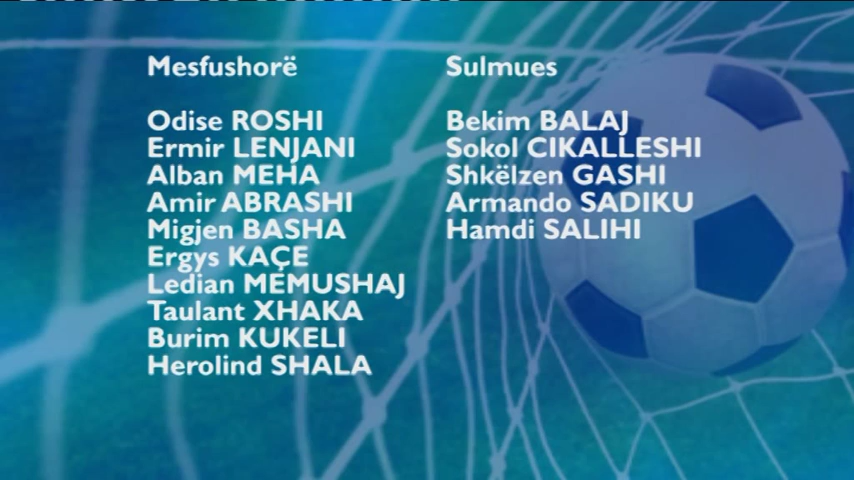 Mesfushorë
Odise ROSHI
Ermir LENJANI
Alban MEHA
Amir ABRASHI
Migjen BASHA
Ergys KAÇE
Ledian MEMUSHAJ
Taulant XHAKA
Burim KUKELI
Herolind SHALA
Sulmues
Bekim BALAJ
Sokol CIKALLESHI
Shkëlzen GASHI
Armando SADIKU
Hamdi SALIHI